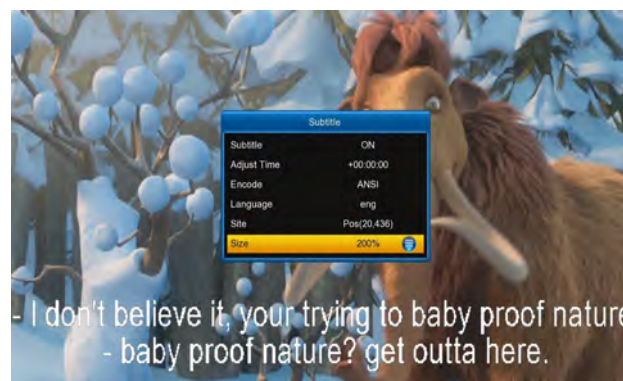 Subtitle
Subtitle ON
Adjust Time +00:00:00
Encode ANSI
Language eng
Site Pos(20,436)
Size 200%
- I don't believe it, your trying to baby proof nature
- baby proof nature? get outta here.